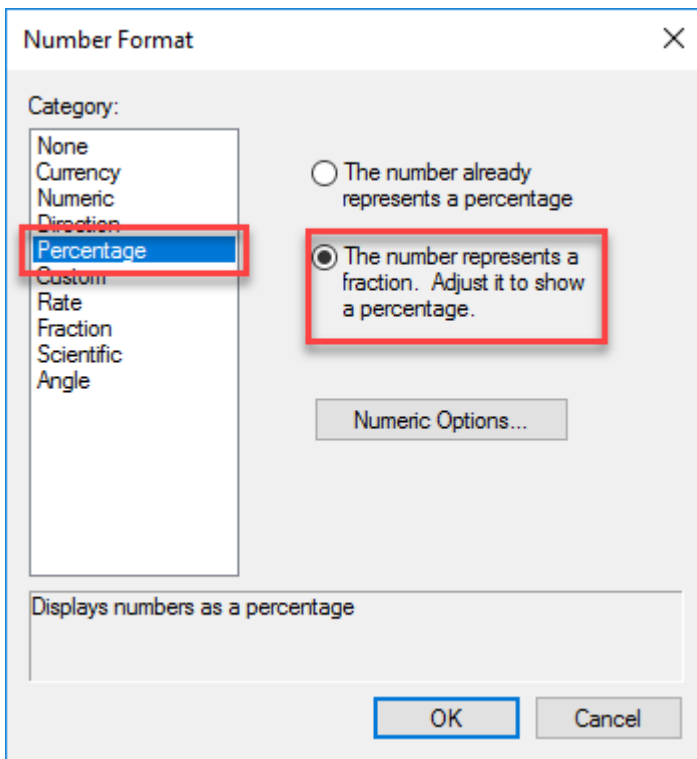 Number Format
Category:
None
Currency
Numeric
Direction
Percentage
Custom
Rate
Fraction
Scientific
Angle
The number already
represents a percentage
The number represents a
fraction.  Adjust it to show
a percentage.
Numeric Options...
Displays numbers as a percentage
OK
Cancel